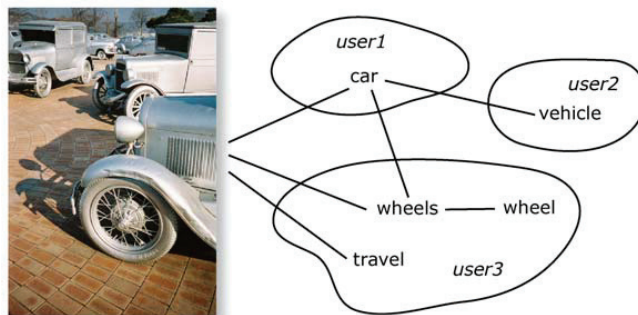 user1
car
user2
vehicle
wheels
wheel
travel
user3